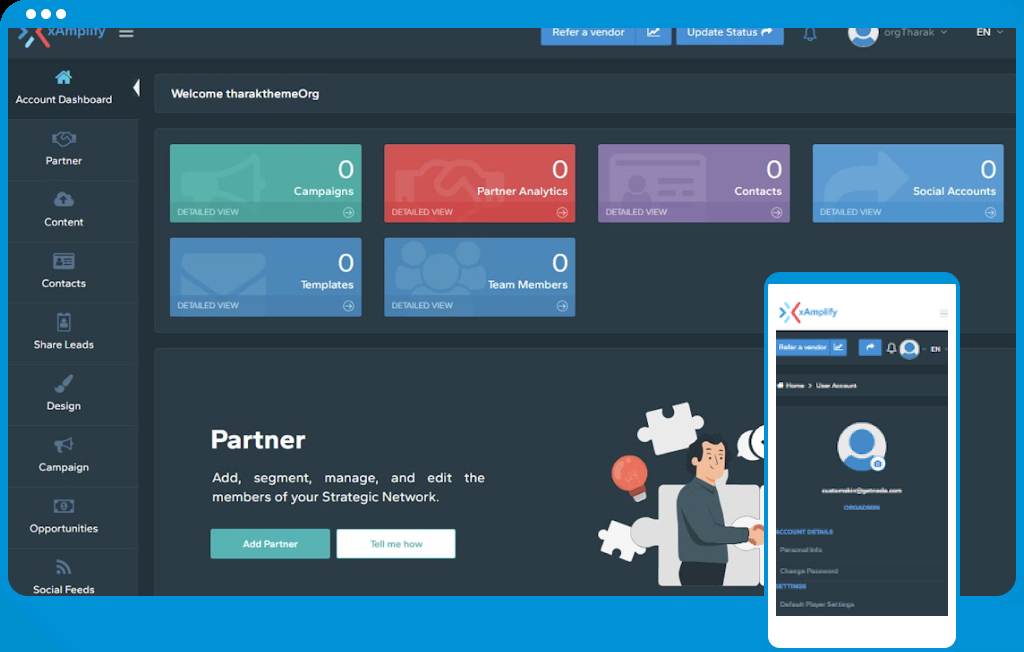 xAmplify
Refer a vendor
Update Status
orgTharak
EN
Account Dashboard
Welcome tharakthemeOrg
Partner
Content
Contacts
Share Leads
Design
Campaign
Opportunities
Social Feeds
0
Campaigns
DETAILED VIEW
0
Partner Analytics
DETAILED VIEW
0
Contacts
DETAILED VIEW
0
Social Accounts
DETAILED VIEW
0
Templates
DETAILED VIEW
0
Team Members
DETAILED VIEW
Partner
Add, segment, manage, and edit the
members of your Strategic Network.
Add Partner
Tell me how
xAmplify
Refer a vendor
EN
Home > User Account
customskin@getnada.com
ORGADMIN
ACCOUNT DETAILS
Personal Info
Change Password
SETTINGS
Default Player Settings